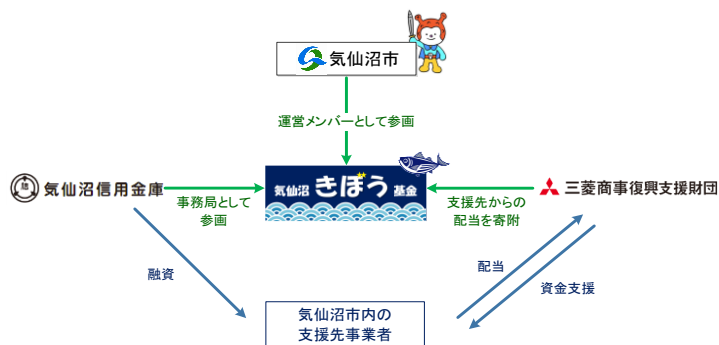 気仙沼市
運営メンバーとして参画
気仙沼信用金庫
事務局として
参画
気仙沼 きぼう 基金
支援先からの
配当を寄附
三菱商事復興支援財団
融資
配当
資金支援
気仙沼市内の
支援先事業者